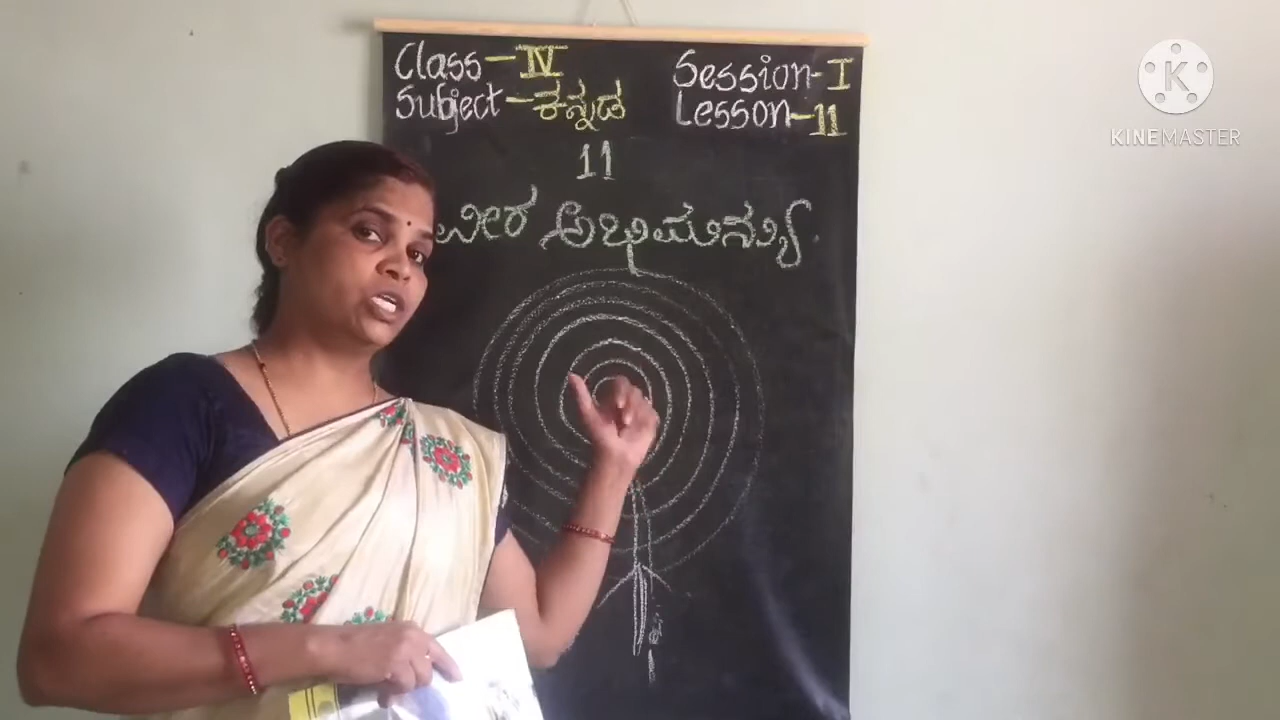 Class-IV
Session-I
Subject-ಕನ್ನಡ
Lesson-11
11
ವೀರ ಅಭಿಮನ್ಯು.
K
KINEMASTER